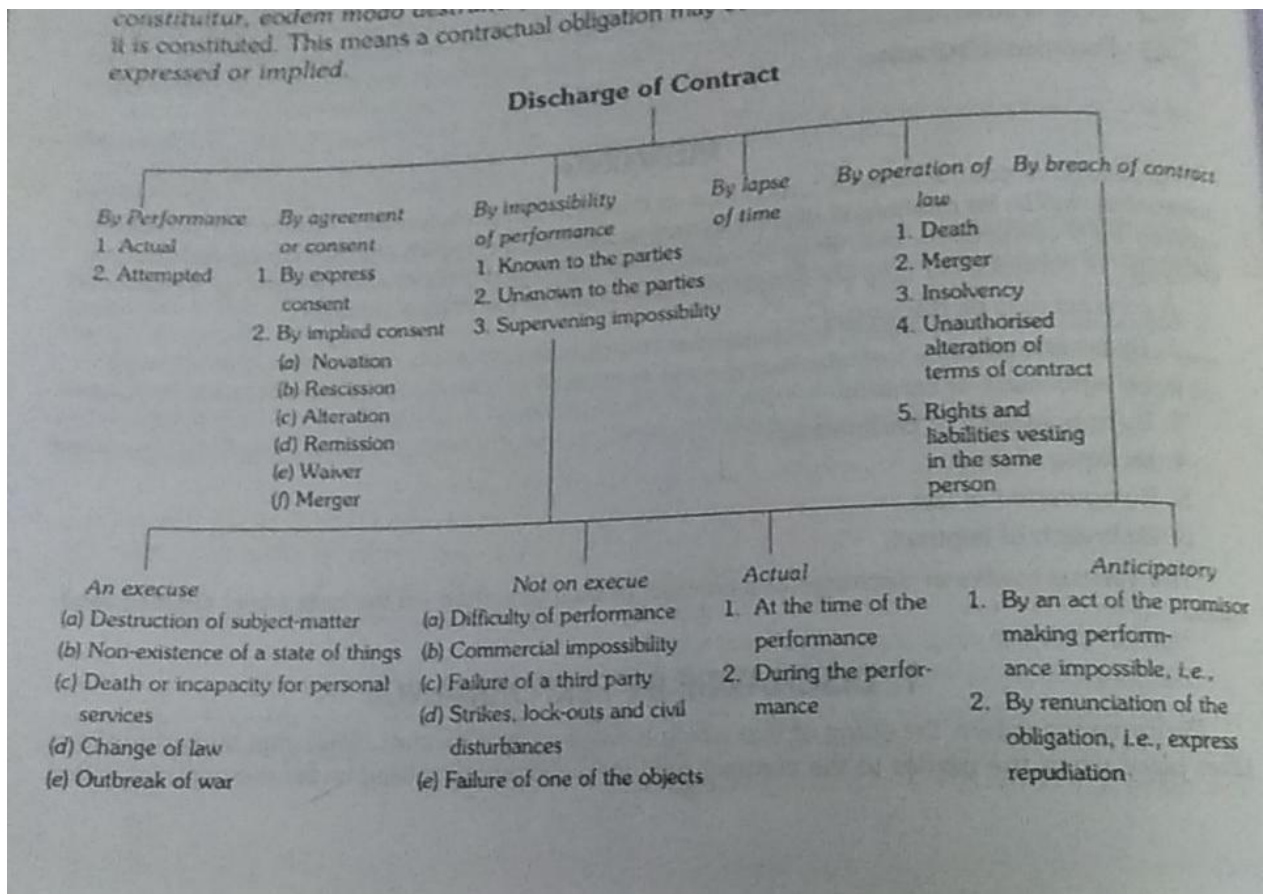 constituitur, eodem modo
it is constituted. This means a contractual obligation may
expressed or implied.
Discharge of Contract
By Performance
1. Actual
2. Attempted
By agreement
or consent
1. By express
consent
2. By implied consent
(a) Novation
(b) Rescission
(c) Alteration
(d) Remission
(e) Waiver
(f) Merger
By impossibility
of performance
1. Known to the parties
2. Unknown to the parties
3. Supervening impossibility
By lapse
of time
By operation of
law
1. Death
2. Merger
3. Insolvency
4. Unauthorised
alteration of
terms of contract
5. Rights and
liabilities vesting
in the same
person
By breach of contract
An execuse
(a) Destruction of subject-matter
(b) Non-existence of a state of things
(c) Death or incapacity for personal
services
(d) Change of law
(e) Outbreak of war
Not on execue
(a) Difficulty of performance
(b) Commercial impossibility
(c) Failure of a third party
(d) Strikes, lock-outs and civil
disturbances
(e) Failure of one of the objects
Actual
1. At the time of the
performance
2. During the perfor-
mance
Anticipatory
1. By an act of the promisor
making perform-
ance impossible, i.e.,
2. By renunciation of the
obligation, i.e., express
repudiation